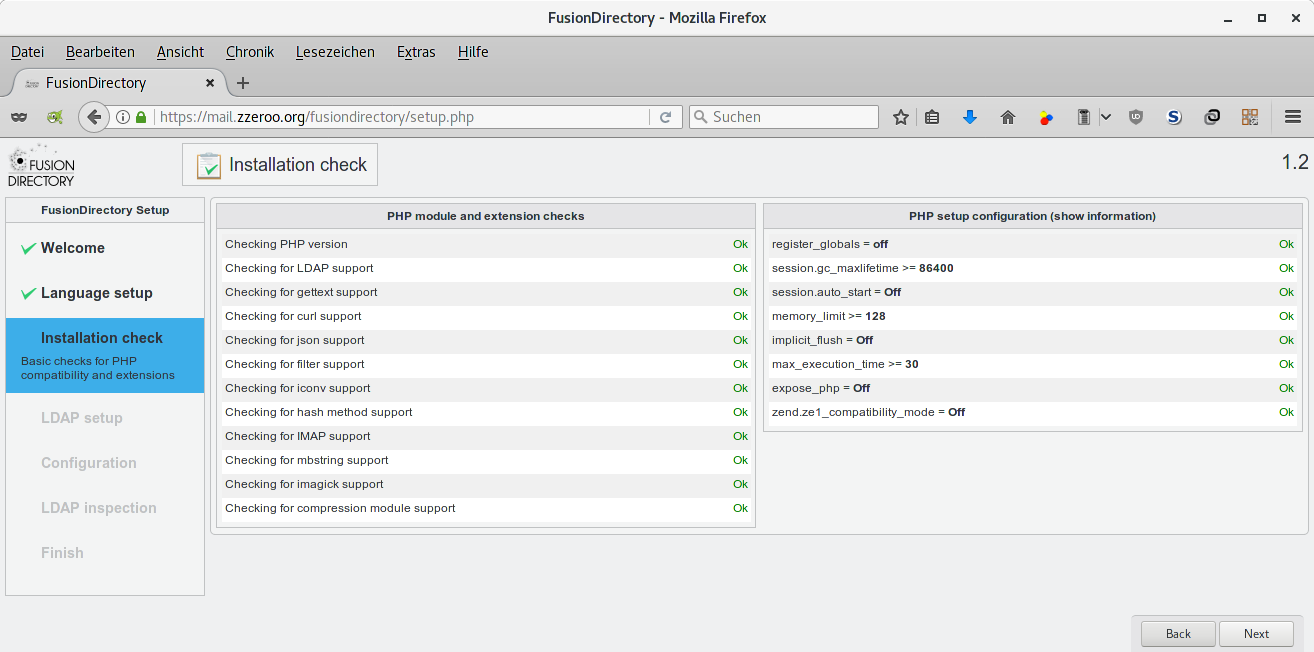 FusionDirectory - Mozilla Firefox
Datei Bearbeiten Ansicht Chronik Lesezeichen Extras Hilfe
FusionDirectory
https://mail.zzeroo.org/fusiondirectory/setup.php Suchen
FUSION
DIRECTORY
Installation check
1.2
FusionDirectory Setup
Welcome
Language setup
Installation check
Basic checks for PHP
compatibility and extensions
LDAP setup
Configuration
LDAP inspection
Finish
PHP module and extension checks
Checking PHP version Ok
Checking for LDAP support Ok
Checking for gettext support Ok
Checking for curl support Ok
Checking for json support Ok
Checking for filter support Ok
Checking for iconv support Ok
Checking for hash method support Ok
Checking for IMAP support Ok
Checking for mbstring support Ok
Checking for imagick support Ok
Checking for compression module support Ok
PHP setup configuration (show information)
register_globals = off Ok
session.gc_maxlifetime >= 86400 Ok
session.auto_start = Off Ok
memory_limit >= 128 Ok
implicit_flush = Off Ok
max_execution_time >= 30 Ok
expose_php = Off Ok
zend.ze1_compatibility_mode = Off Ok
Back Next